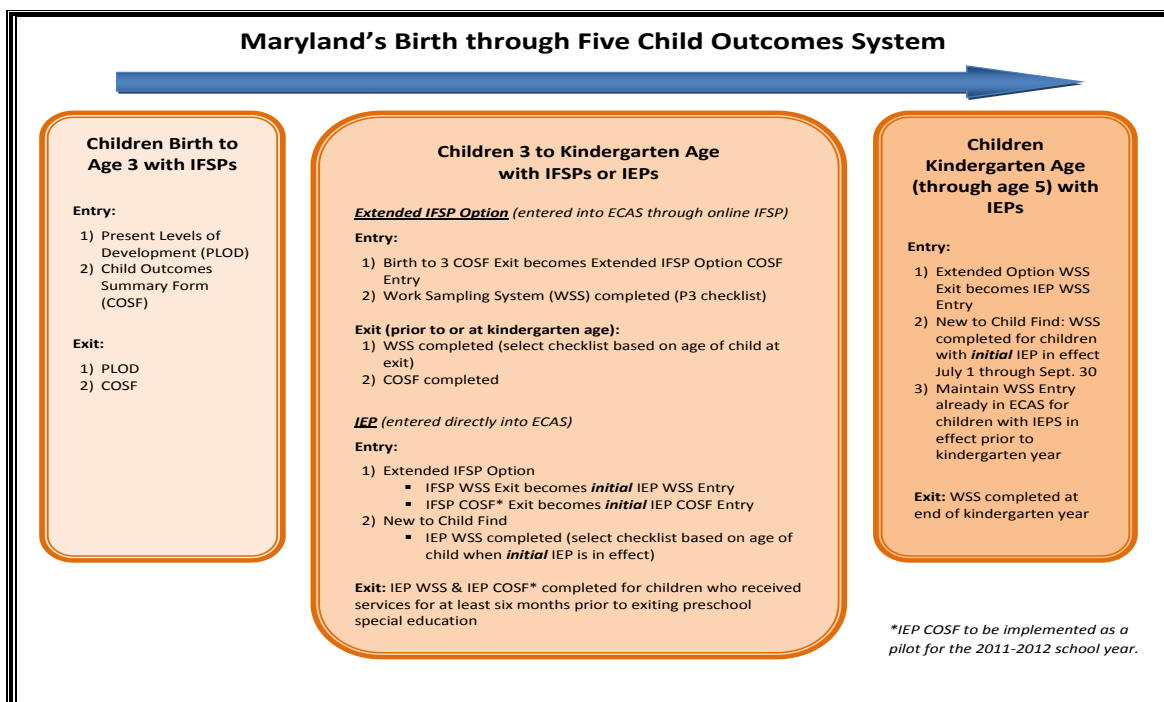 Maryland's Birth through Five Child Outcomes System
Children Birth to
Age 3 with IFSPs
Entry:
1) Present Levels of
Development (PLOD)
2) Child Outcomes
Summary Form
(COSF)
Exit:
1) PLOD
2) COSF
Children 3 to Kindergarten Age
with IFSPs or IEPs
Extended IFSP Option (entered into ECAS through online IFSP)
Entry:
1) Birth to 3 COSF Exit becomes Extended IFSP Option COSF
Entry
2) Work Sampling System (WSS) completed (P3 checklist)
Exit (prior to or at kindergarten age):
1) WSS completed (select checklist based on age of child at
exit)
2) COSF completed
IEP (entered directly into ECAS)
Entry:
1) Extended IFSP Option
▪ IFSP WSS Exit becomes initial IEP WSS Entry
▪ IFSP COSF* Exit becomes initial IEP COSF Entry
2) New to Child Find
▪ IEP WSS completed (select checklist based on age of
child when initial IEP is in effect)
Exit: IEP WSS & IEP COSF* completed for children who received
services for at least six months prior to exiting preschool
special education
Children
Kindergarten Age
(through age 5) with
IEPs
Entry:
1) Extended Option WSS
Exit becomes IEP WSS
Entry
2) New to Child Find: WSS
completed for children
with initial IEP in effect
July 1 through Sept. 30
3) Maintain WSS Entry
already in ECAS for
children with IEPS in
effect prior to
kindergarten year
Exit: WSS completed at
end of kindergarten year
*IEP COSF to be implemented as a
pilot for the 2011-2012 school year.